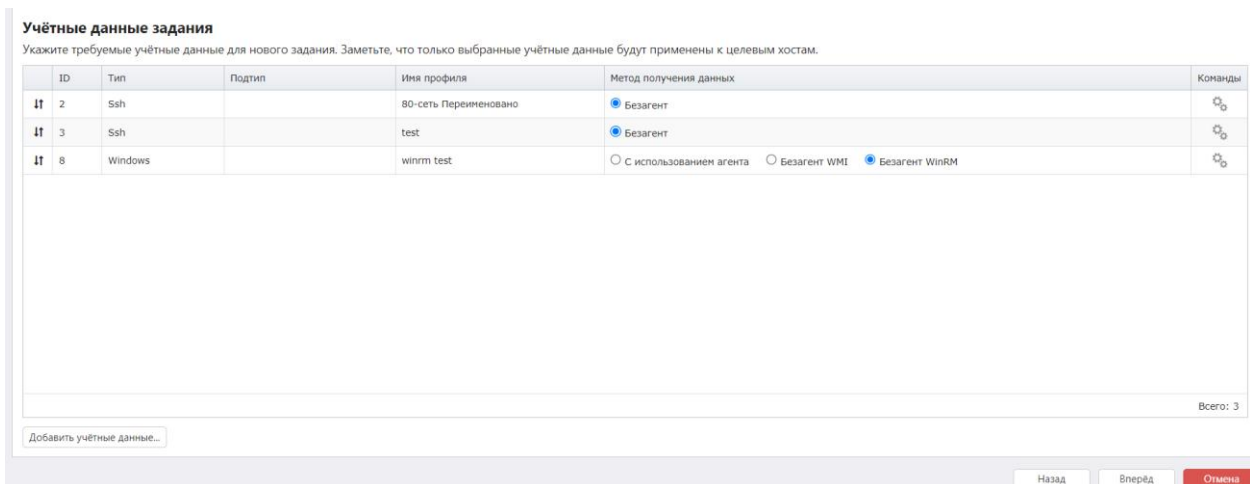 Учётные данные задания
Укажите требуемые учётные данные для нового задания. Заметьте, что только выбранные учётные данные будут применены к целевым хостам.
ID Тип Подтип Имя профиля Метод получения данных Команды
2 Ssh 80-сеть Переименовано Безагент
3 Ssh test Безагент
8 Windows winrm test С использованием агента Безагент WMI Безагент WinRM
Всего: 3
Добавить учётные данные...
Назад Вперёд Отмена